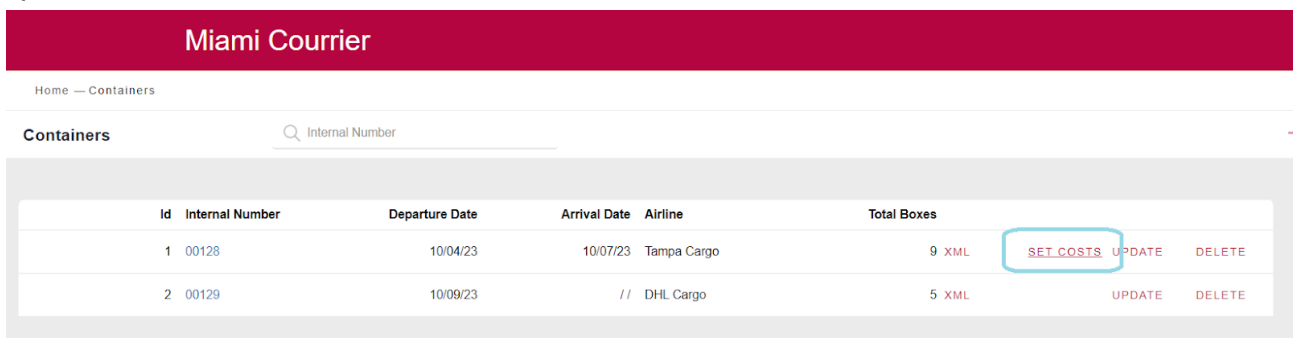 Miami Courrier
Home — Containers
Containers
Internal Number
Id Internal Number Departure Date Arrival Date Airline Total Boxes
1 00128 10/04/23 10/07/23 Tampa Cargo 9 XML SET COSTS UPDATE DELETE
2 00129 10/09/23 / / DHL Cargo 5 XML UPDATE DELETE